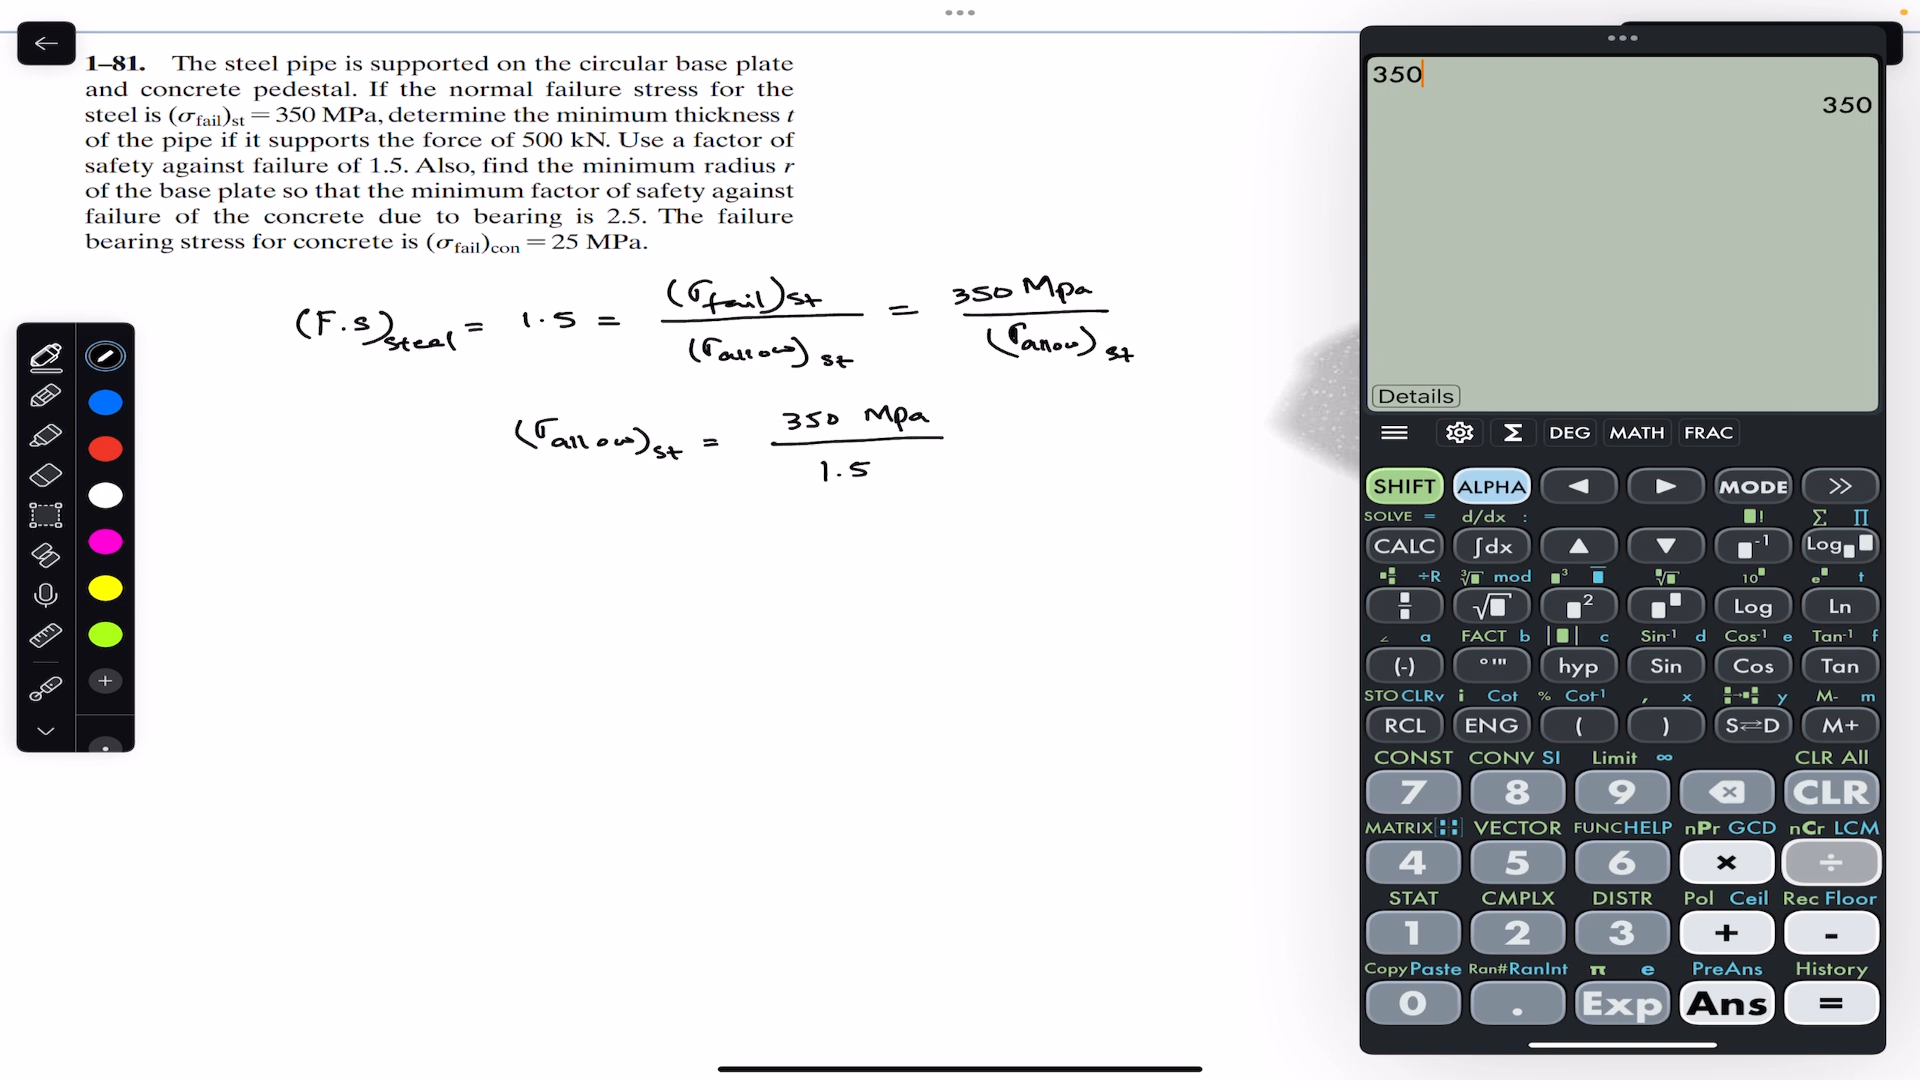 1–81. The steel pipe is supported on the circular base plate
and concrete pedestal. If the normal failure stress for the
steel is (σfail)st = 350 MPa, determine the minimum thickness t
of the pipe if it supports the force of 500 kN. Use a factor of
safety against failure of 1.5. Also, find the minimum radius r
of the base plate so that the minimum factor of safety against
failure of the concrete due to bearing is 2.5. The failure
bearing stress for concrete is (σfail)con = 25 MPa.
(F.s)steel = 1.5 = (σfail)st / (σallow)st = 350 Mpa / (σallow)st
(σallow)st = 350 Mpa / 1.5
350
350
Details
DEG MATH FRAC
SHIFT ALPHA ◀ ▶ MODE >>
SOLVE = d/dx : ! Σ Π
CALC ∫dx ▲ ▼ -1 Log
÷R 3√ mod 3 √ 10 e t
√ 2 Log Ln
∠ a FACT b | | c Sin-1 d Cos-1 e Tan-1 f
(-) °'" hyp Sin Cos Tan
STO CLRv i Cot % Cot-1 , x y M- m
RCL ENG ( ) S⇄D M+
CONST CONV SI Limit ∞ CLR All
7 8 9 CLR
MATRIX VECTOR FUNC HELP nPr GCD nCr LCM
4 5 6 × ÷
STAT CMPLX DISTR Pol Ceil Rec Floor
1 2 3 + -
Copy Paste Ran# RanInt π e PreAns History
0 . Exp Ans =